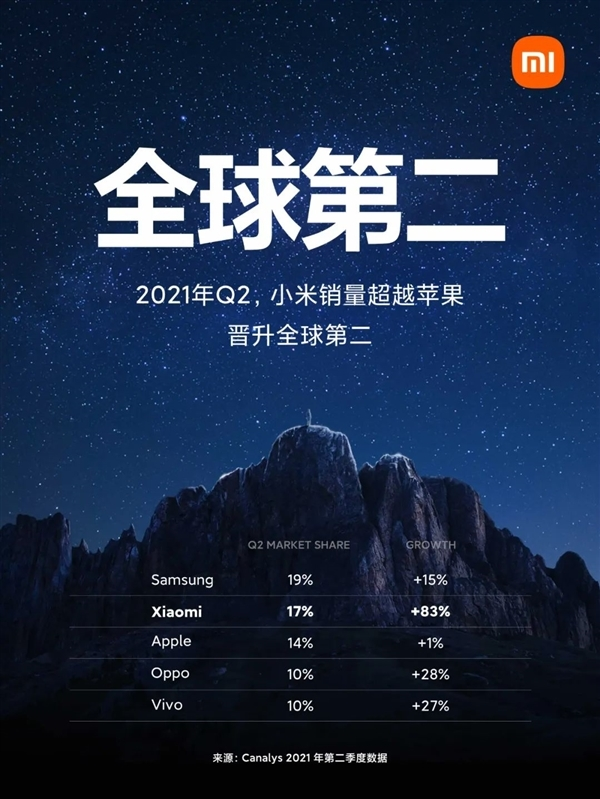 mi
全球第二
2021年Q2，小米销量超越苹果
晋升全球第二
Q2 MARKET SHARE GROWTH
Samsung 19% +15%
Xiaomi 17% +83%
Apple 14% +1%
Oppo 10% +28%
Vivo 10% +27%
来源：Canalys 2021 年第二季度数据